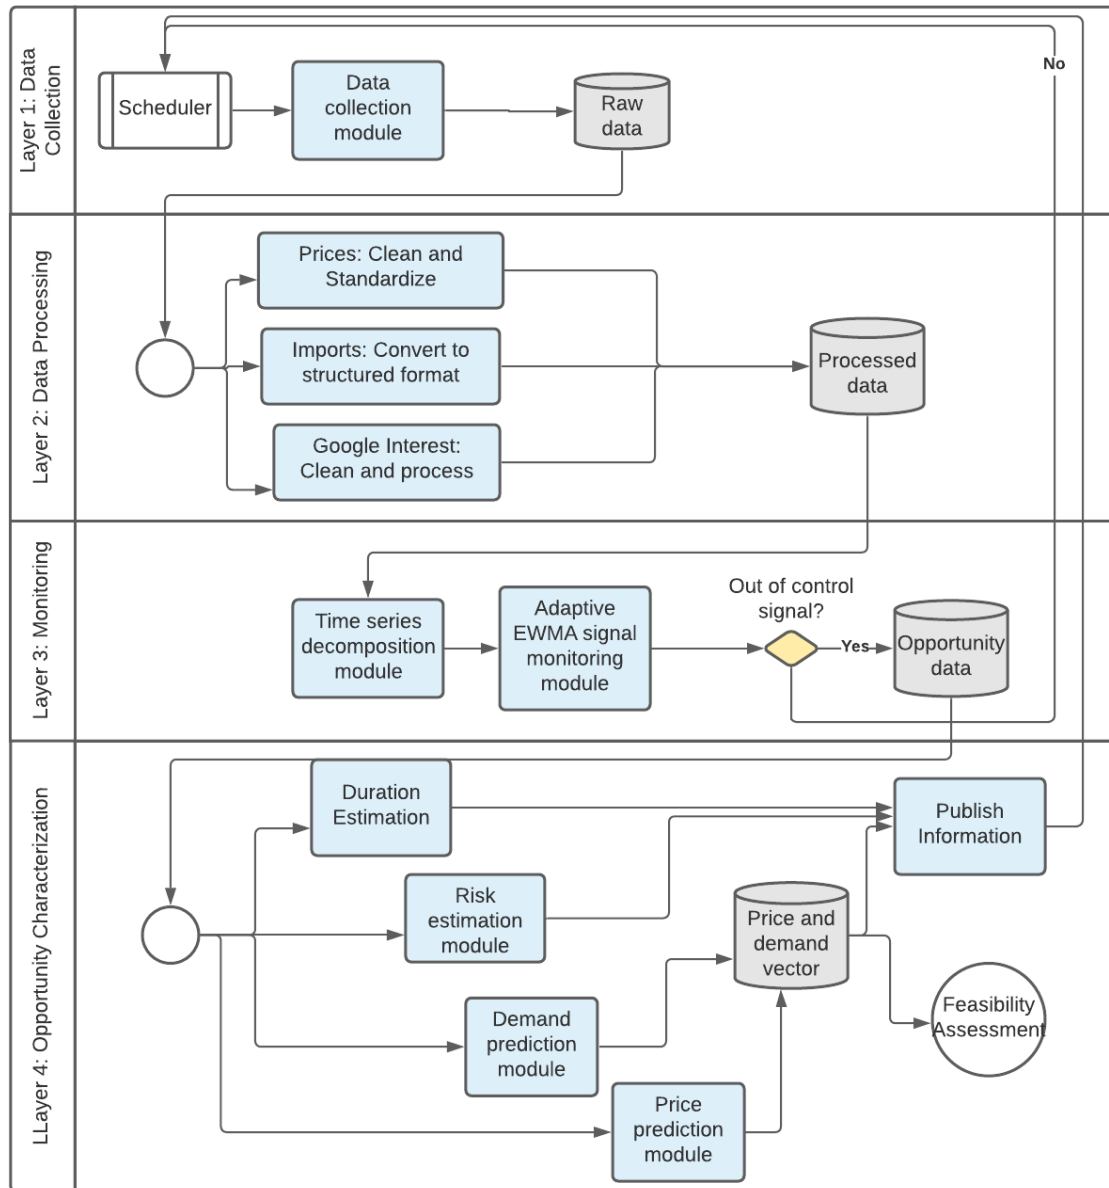 Layer 1: Data
Collection
Scheduler
Data
collection
module
Raw
data
No
Layer 2: Data Processing
Prices: Clean and
Standardize
Imports: Convert to
structured format
Google Interest:
Clean and process
Processed
data
Layer 3: Monitoring
Time series
decomposition
module
Adaptive
EWMA signal
monitoring
module
Out of control
signal?
Yes
Opportunity
data
LLayer 4: Opportunity Characterization
Duration
Estimation
Risk
estimation
module
Demand
prediction
module
Price
prediction
module
Price and
demand
vector
Publish
Information
Feasibility
Assessment